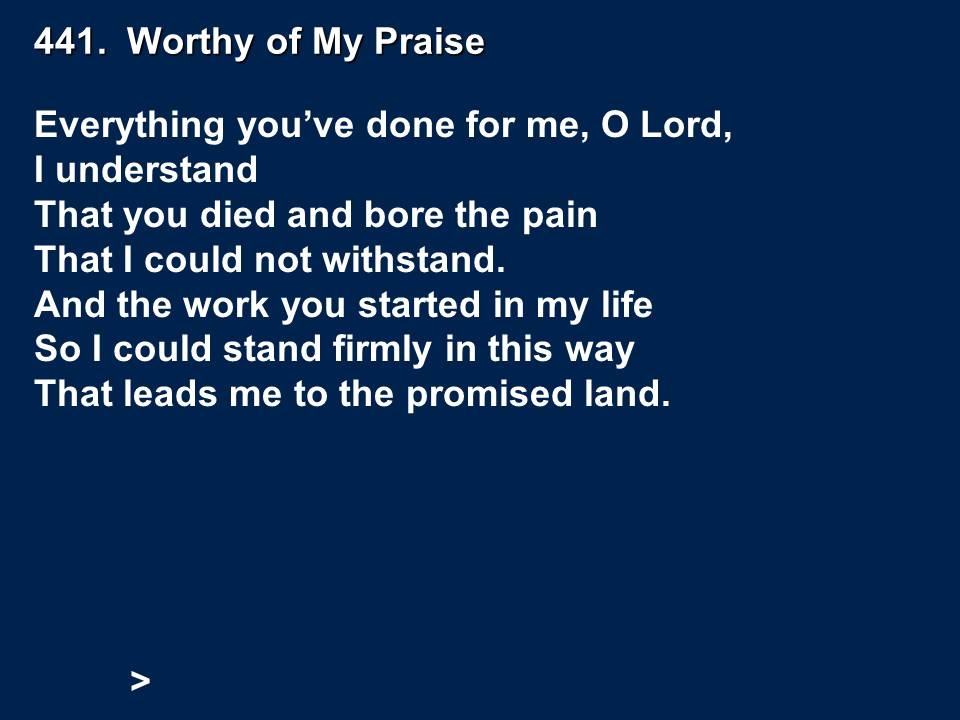 441.  Worthy of My Praise
Everything you’ve done for me, O Lord,
I understand
That you died and bore the pain
That I could not withstand.
And the work you started in my life
So I could stand firmly in this way
That leads me to the promised land.
>